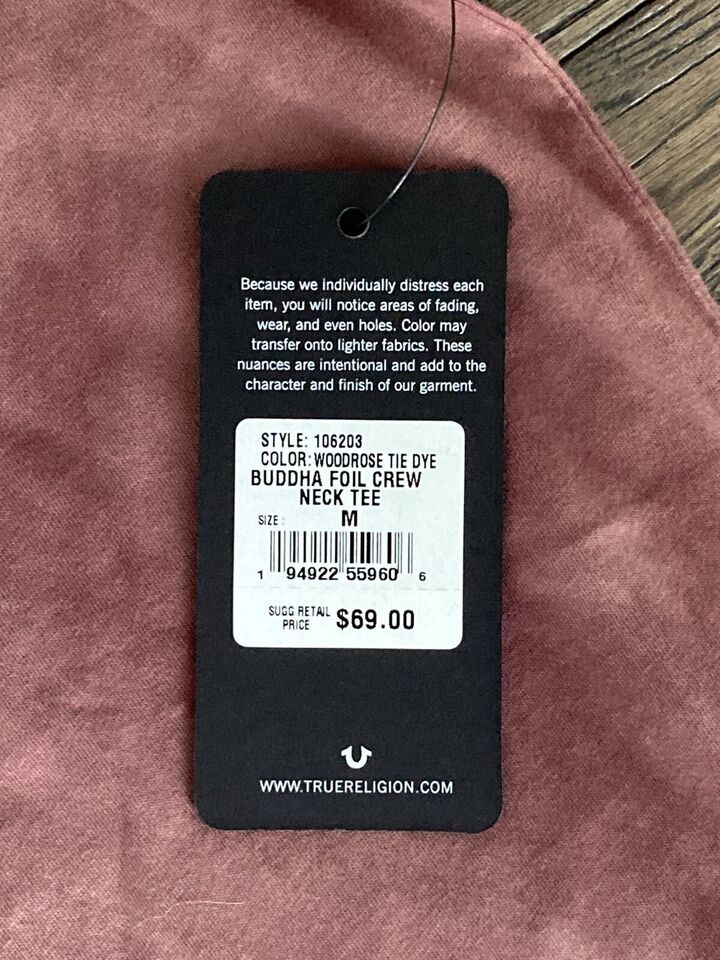 Because we individually distress each
item, you will notice areas of fading,
wear, and even holes. Color may
transfer onto lighter fabrics. These
nuances are intentional and add to the
character and finish of our garment.
STYLE: 106203
COLOR: WOODROSE TIE DYE
BUDDHA FOIL CREW
NECK TEE
SIZE: M
1 94922 55960 6
SUGG RETAIL
PRICE $69.00
WWW.TRUERELIGION.COM